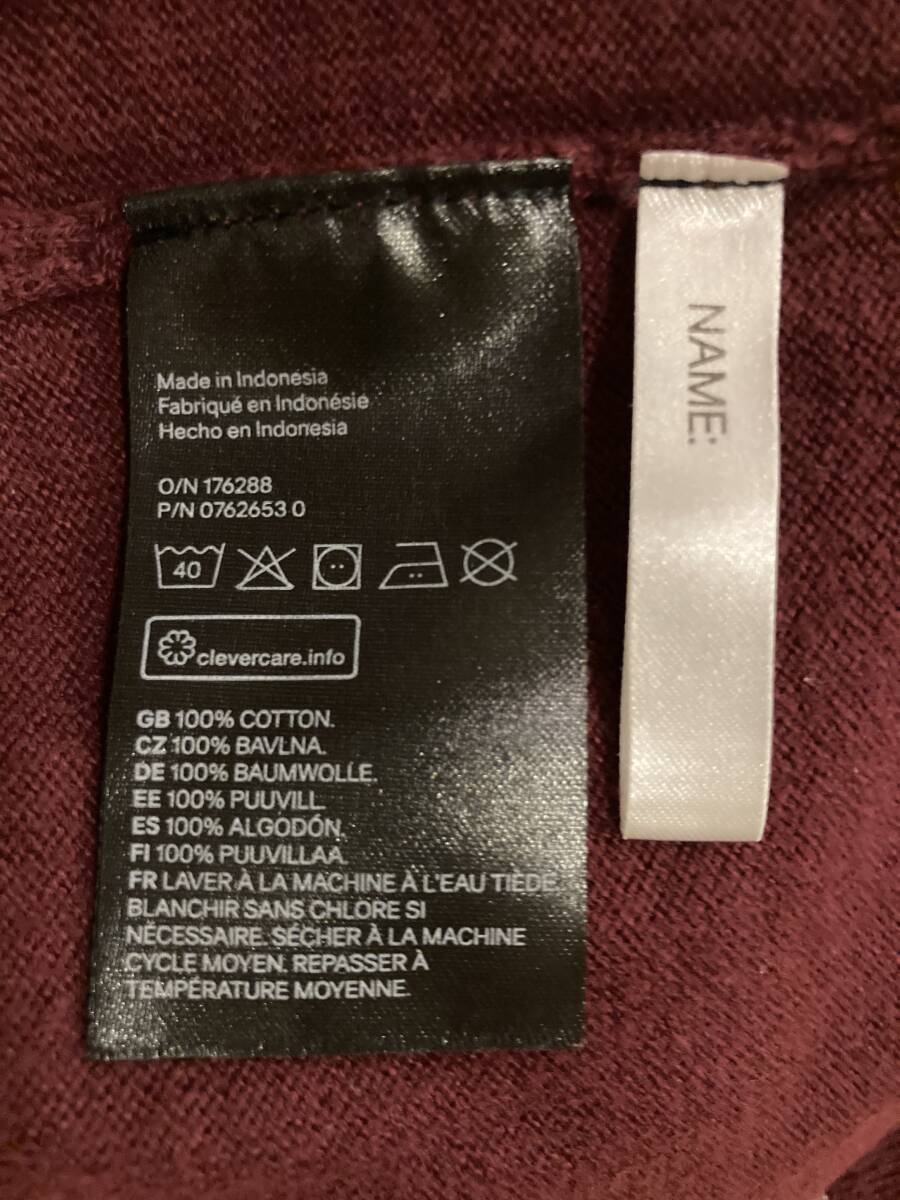 Made in Indonesia
Fabriqué en Indonésie
Hecho en Indonesia
O/N 176288
P/N 0762653 0
40
clevercare.info
GB 100% COTTON.
CZ 100% BAVLNA.
DE 100% BAUMWOLLE.
EE 100% PUUVILL.
ES 100% ALGODÓN.
FI 100% PUUVILLAA.
FR LAVER À LA MACHINE À L'EAU TIÈDE.
BLANCHIR SANS CHLORE SI
NÉCESSAIRE. SÉCHER À LA MACHINE
CYCLE MOYEN. REPASSER À
TEMPÉRATURE MOYENNE.
NAME: